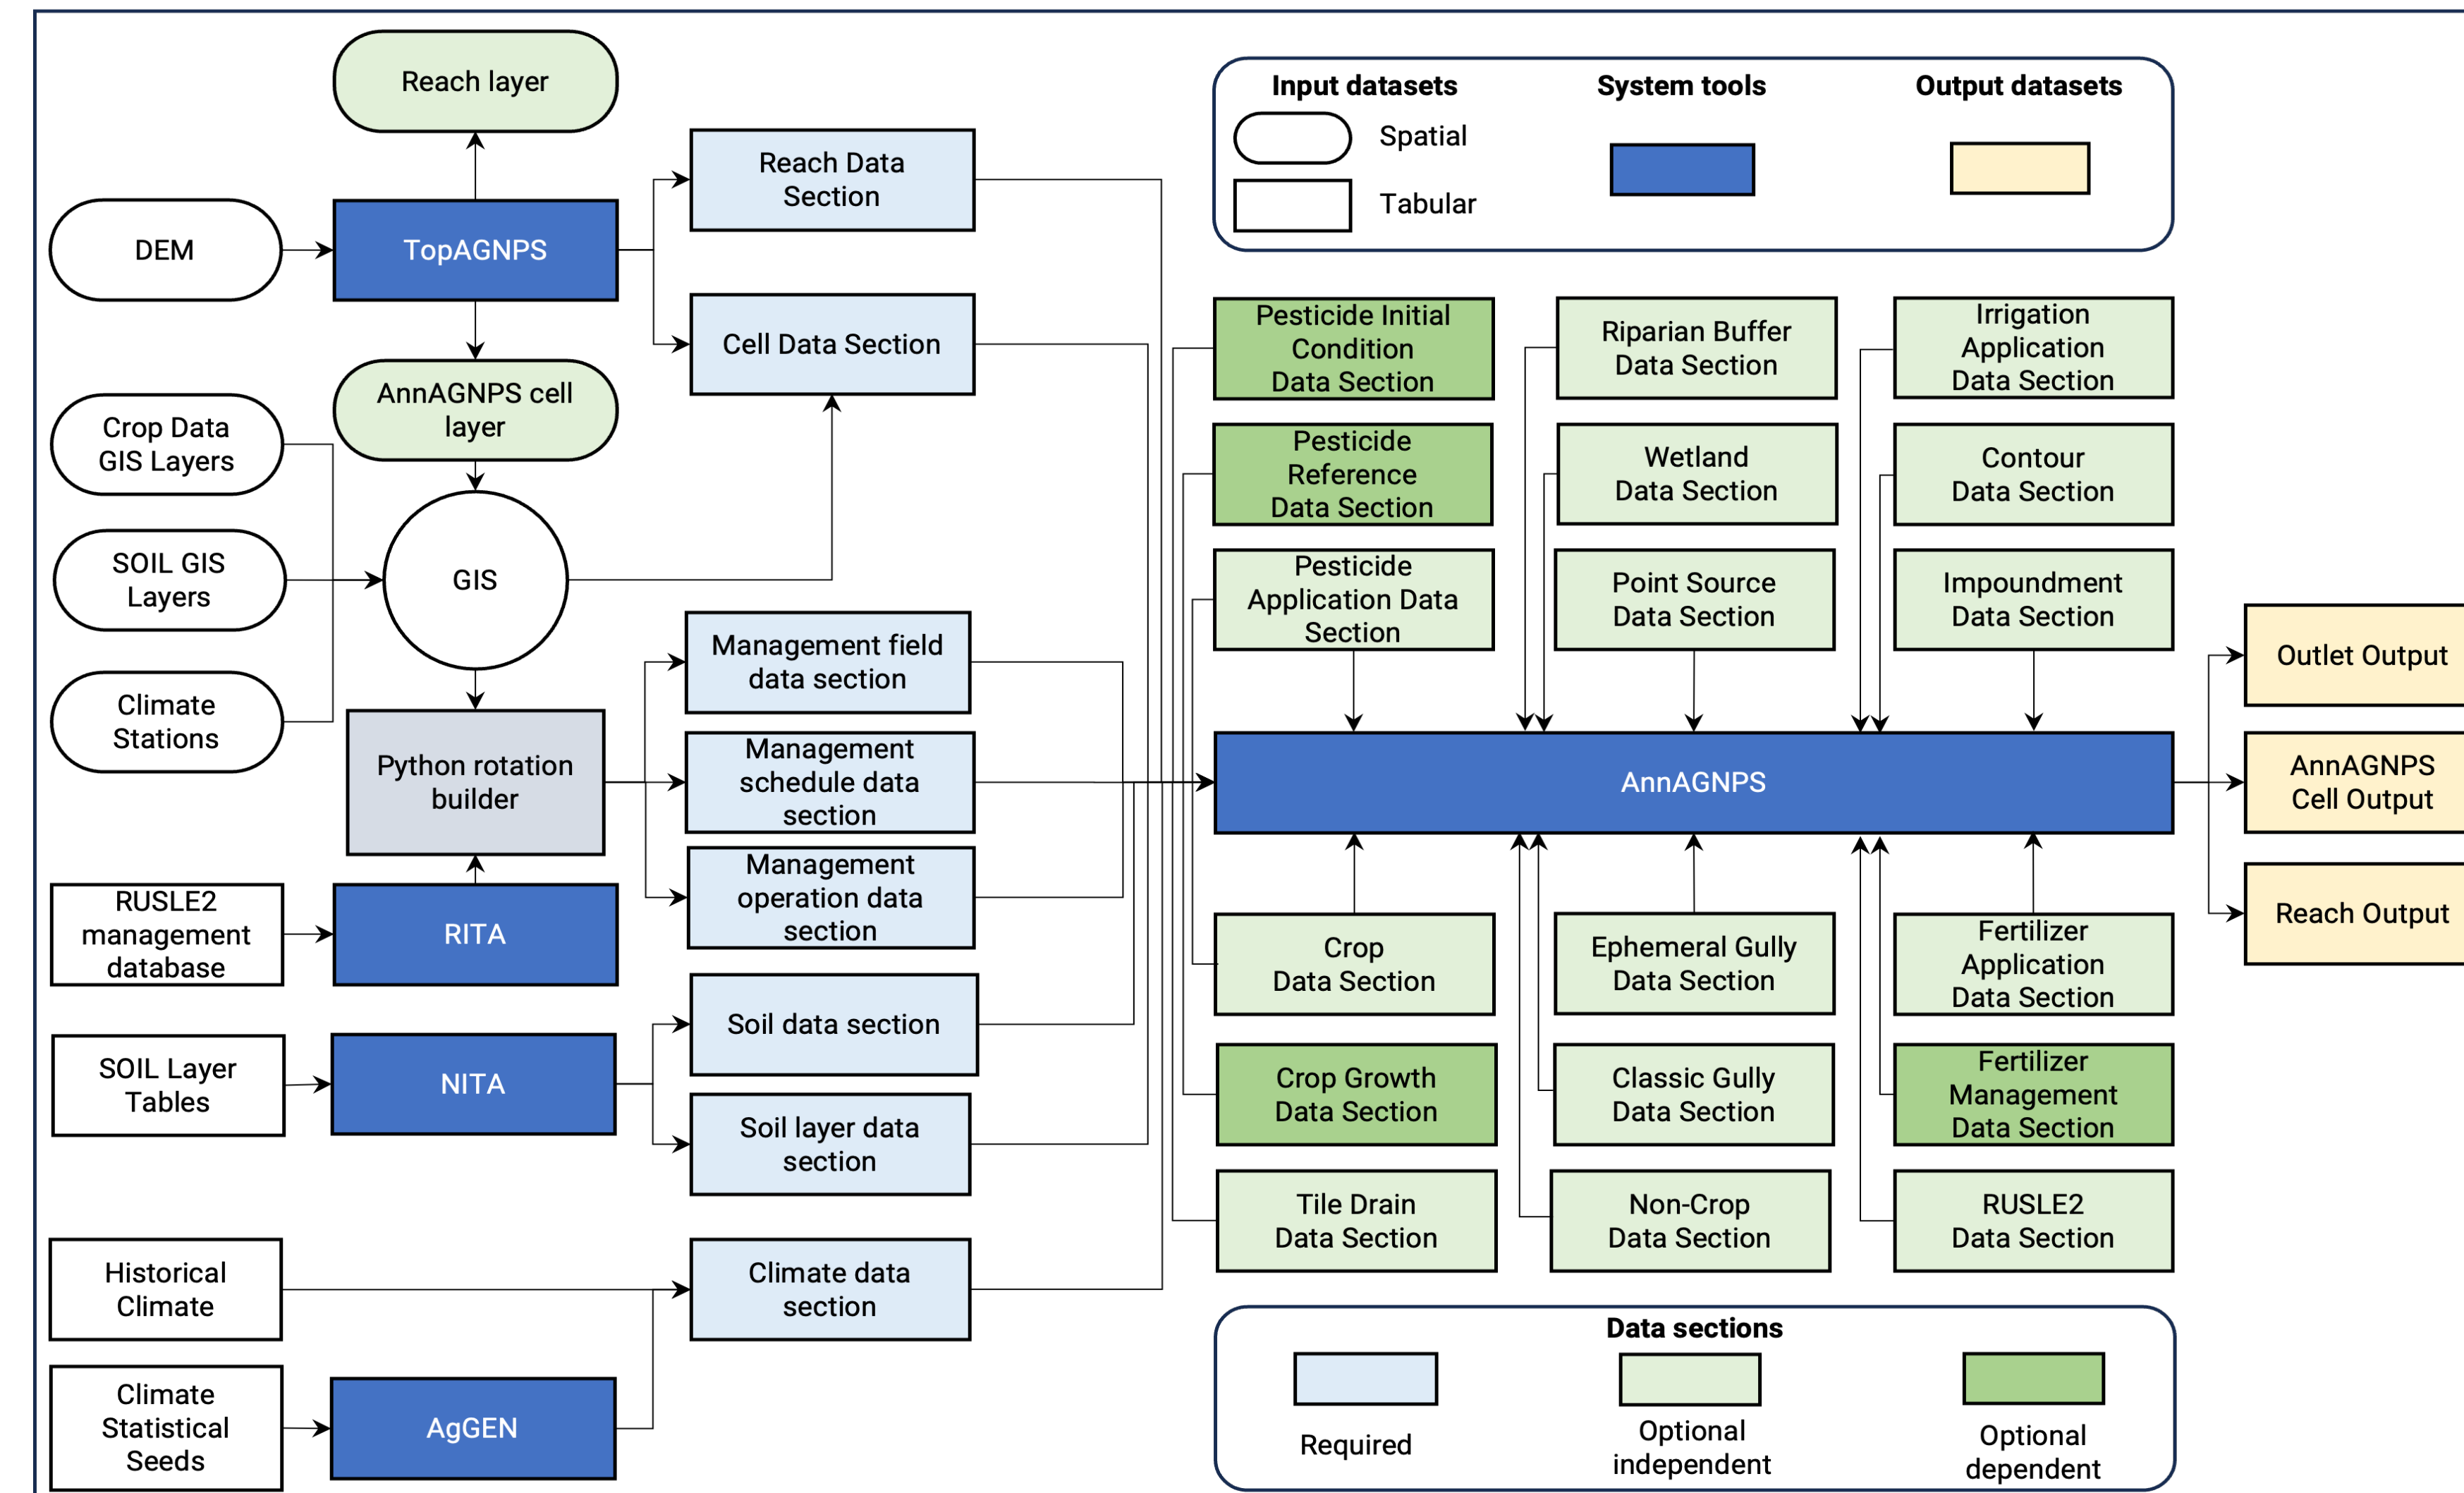 Reach layer
DEM
TopAGNPS
Reach Data
Section
Cell Data Section
AnnAGNPS cell
layer
Crop Data
GIS Layers
SOIL GIS
Layers
Climate
Stations
GIS
Python rotation
builder
Management field
data section
Management
schedule data
section
Management
operation data
section
RUSLE2
management
database
RITA
SOIL Layer
Tables
NITA
Soil data section
Soil layer data
section
Historical
Climate
Climate data
section
Climate
Statistical
Seeds
AgGEN
Input datasets
Spatial
Tabular
System tools
Output datasets
Pesticide Initial
Condition
Data Section
Riparian Buffer
Data Section
Irrigation
Application
Data Section
Pesticide
Reference
Data Section
Wetland
Data Section
Contour
Data Section
Pesticide
Application Data
Section
Point Source
Data Section
Impoundment
Data Section
AnnAGNPS
Outlet Output
AnnAGNPS
Cell Output
Reach Output
Crop
Data Section
Ephemeral Gully
Data Section
Fertilizer
Application
Data Section
Crop Growth
Data Section
Classic Gully
Data Section
Fertilizer
Management
Data Section
Tile Drain
Data Section
Non-Crop
Data Section
RUSLE2
Data Section
Data sections
Required
Optional
independent
Optional
dependent